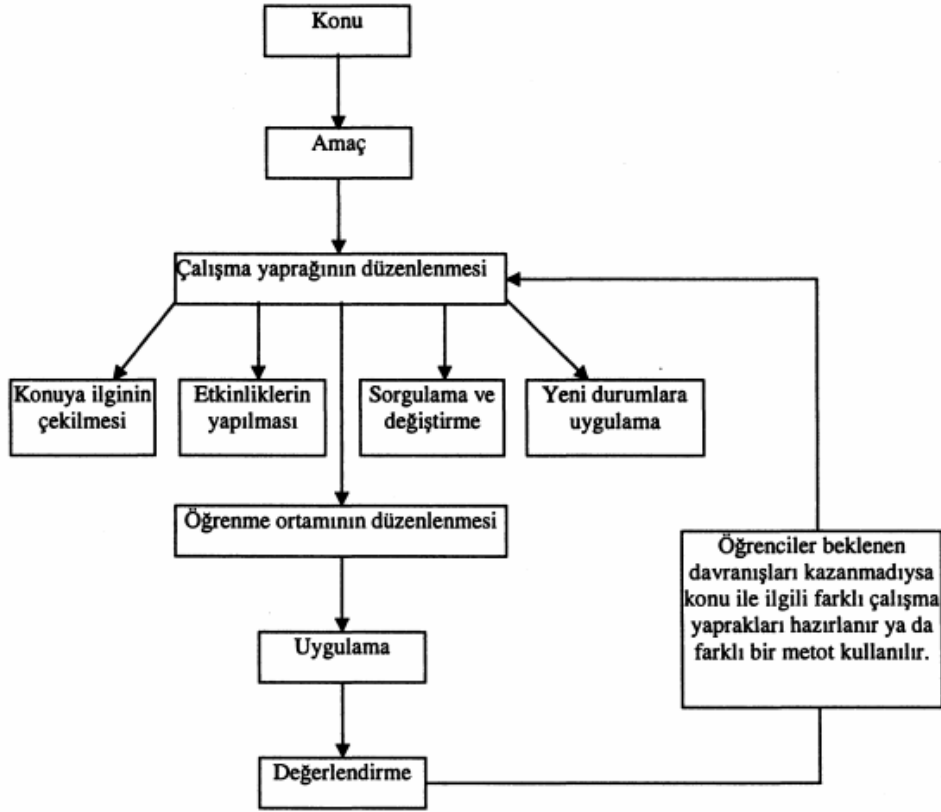 Konu
Amaç
Çalışma yaprağının düzenlenmesi
Konuya ilginin
çekilmesi
Etkinliklerin
yapılması
Sorgulama ve
değiştirme
Yeni durumlara
uygulama
Öğrenme ortamının düzenlenmesi
Öğrenciler beklenen
davranışları kazanmadıysa
konu ile ilgili farklı çalışma
yaprakları hazırlanır ya da
farklı bir metot kullanılır.
Uygulama
Değerlendirme